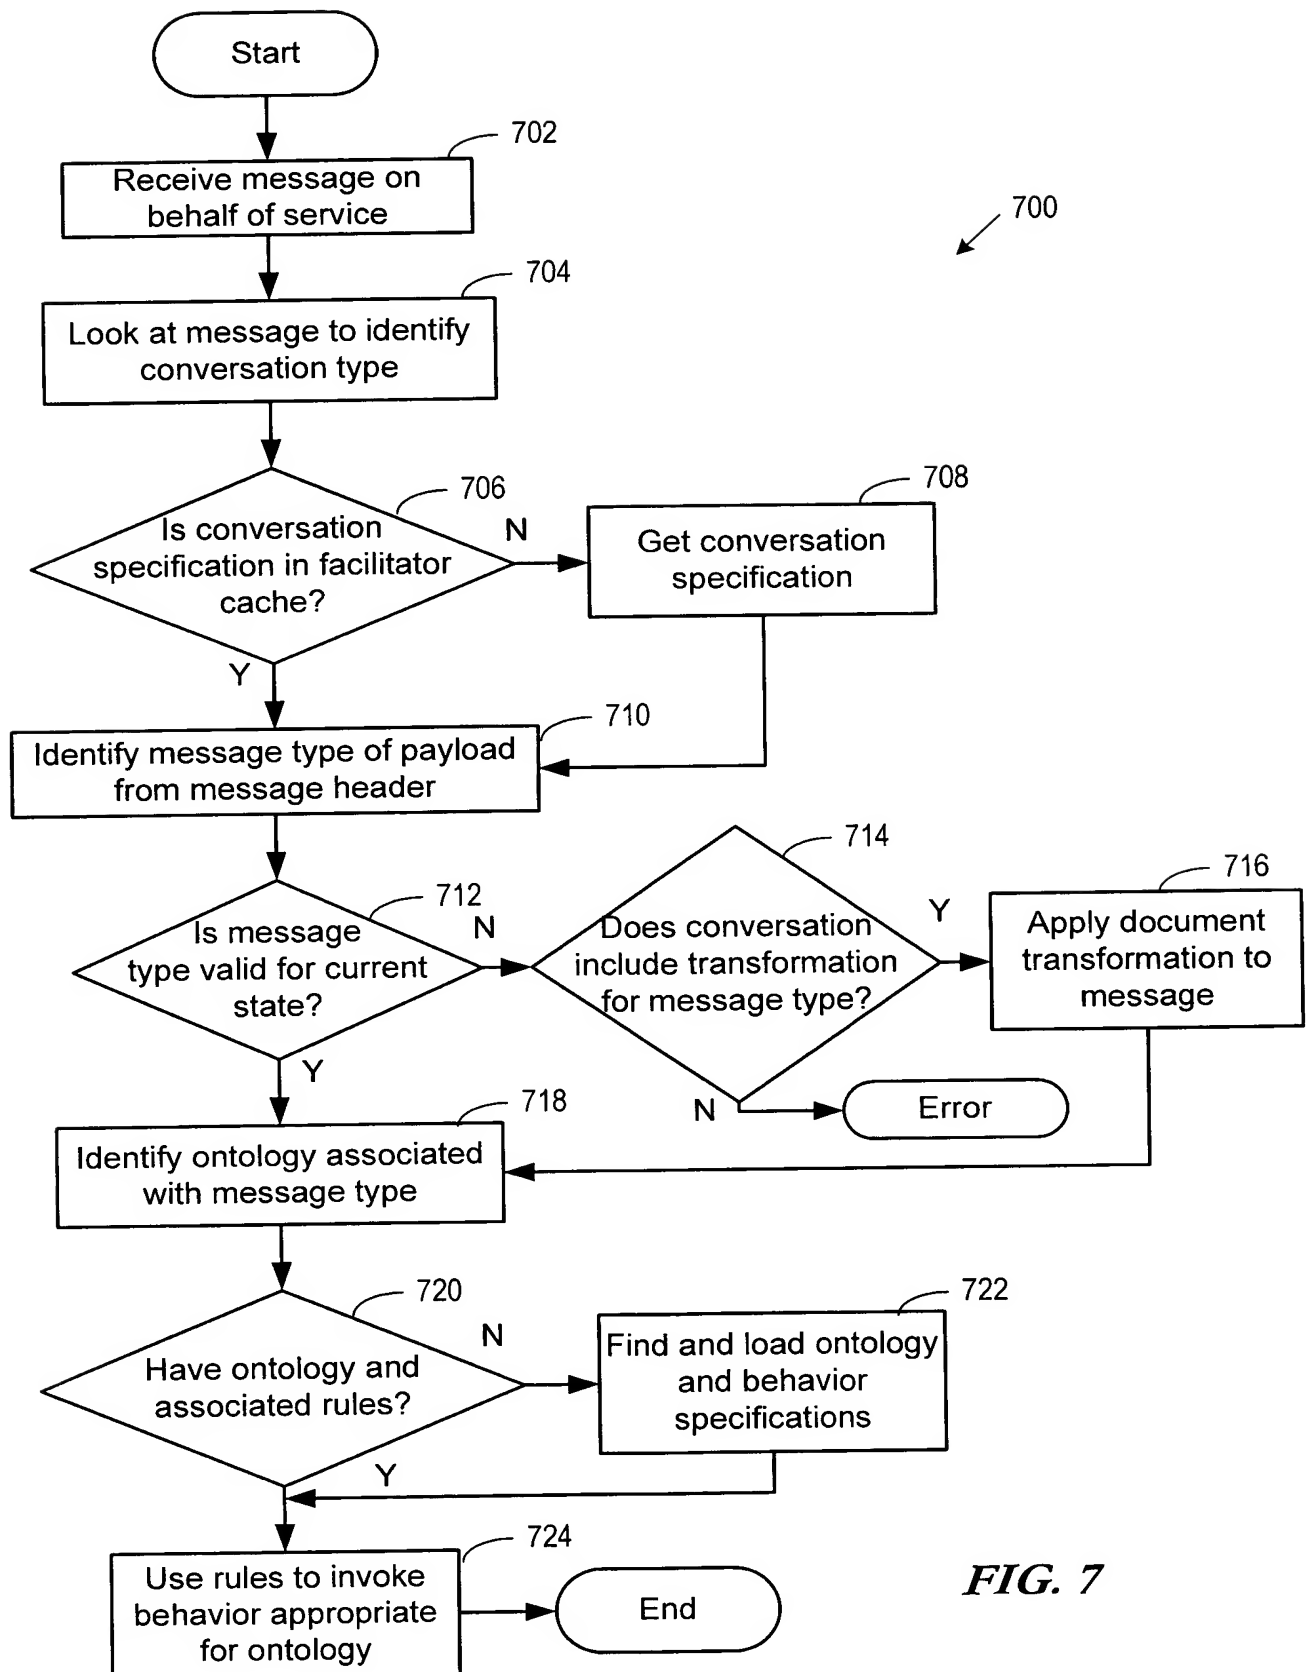 Start
702
Receive message on
behalf of service
700
704
Look at message to identify
conversation type
706
Is conversation
specification in facilitator
cache?
N
708
Get conversation
specification
Y
710
Identify message type of payload
from message header
712
Is message
type valid for current
state?
N
714
Does conversation
include transformation
for message type?
Y
716
Apply document
transformation to
message
N
Error
Y
718
Identify ontology associated
with message type
720
Have ontology and
associated rules?
N
722
Find and load ontology
and behavior
specifications
Y
724
Use rules to invoke
behavior appropriate
for ontology
End
FIG. 7